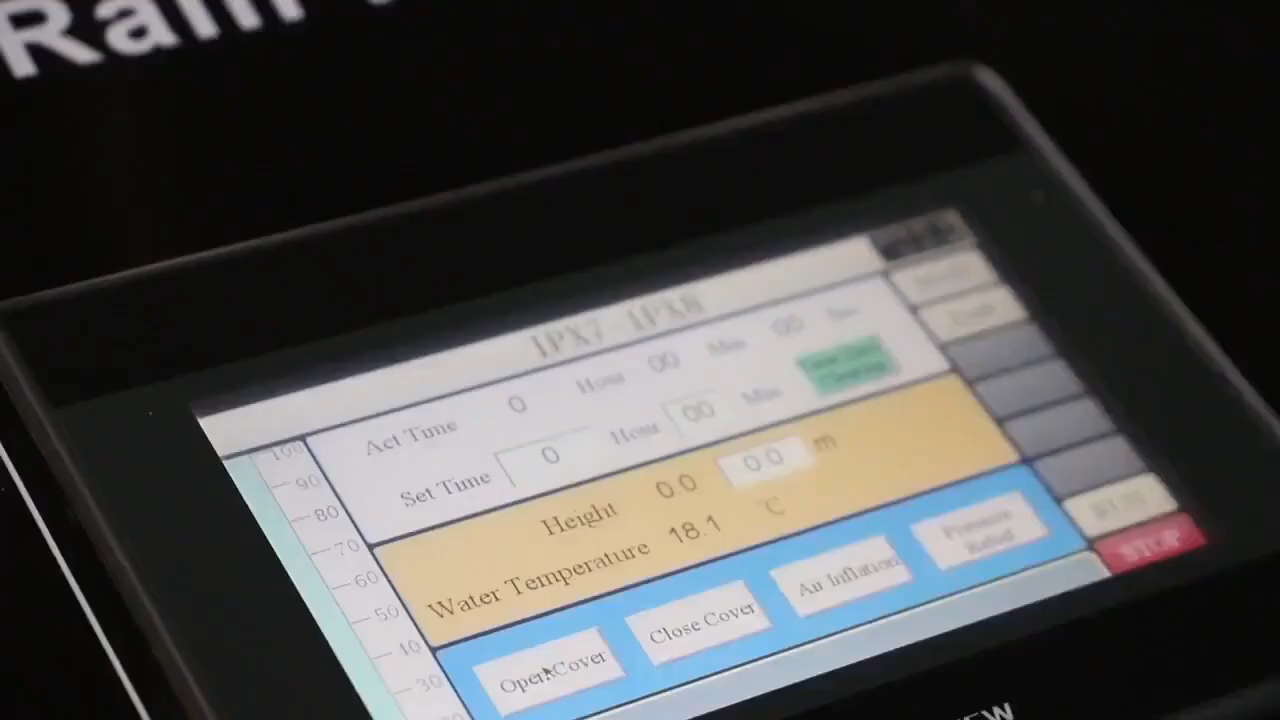 Rain
IPX7 IPX8
Act Time 0 Hour 00 Min 00
Set Time 0 Hour 00 Min
Height 0.0 0.0 m
Water Temperature 18.1 °C
Open Cover Close Cover Air Inflation Pressure Relief
STOP
100
90
80
70
60
50
40
30